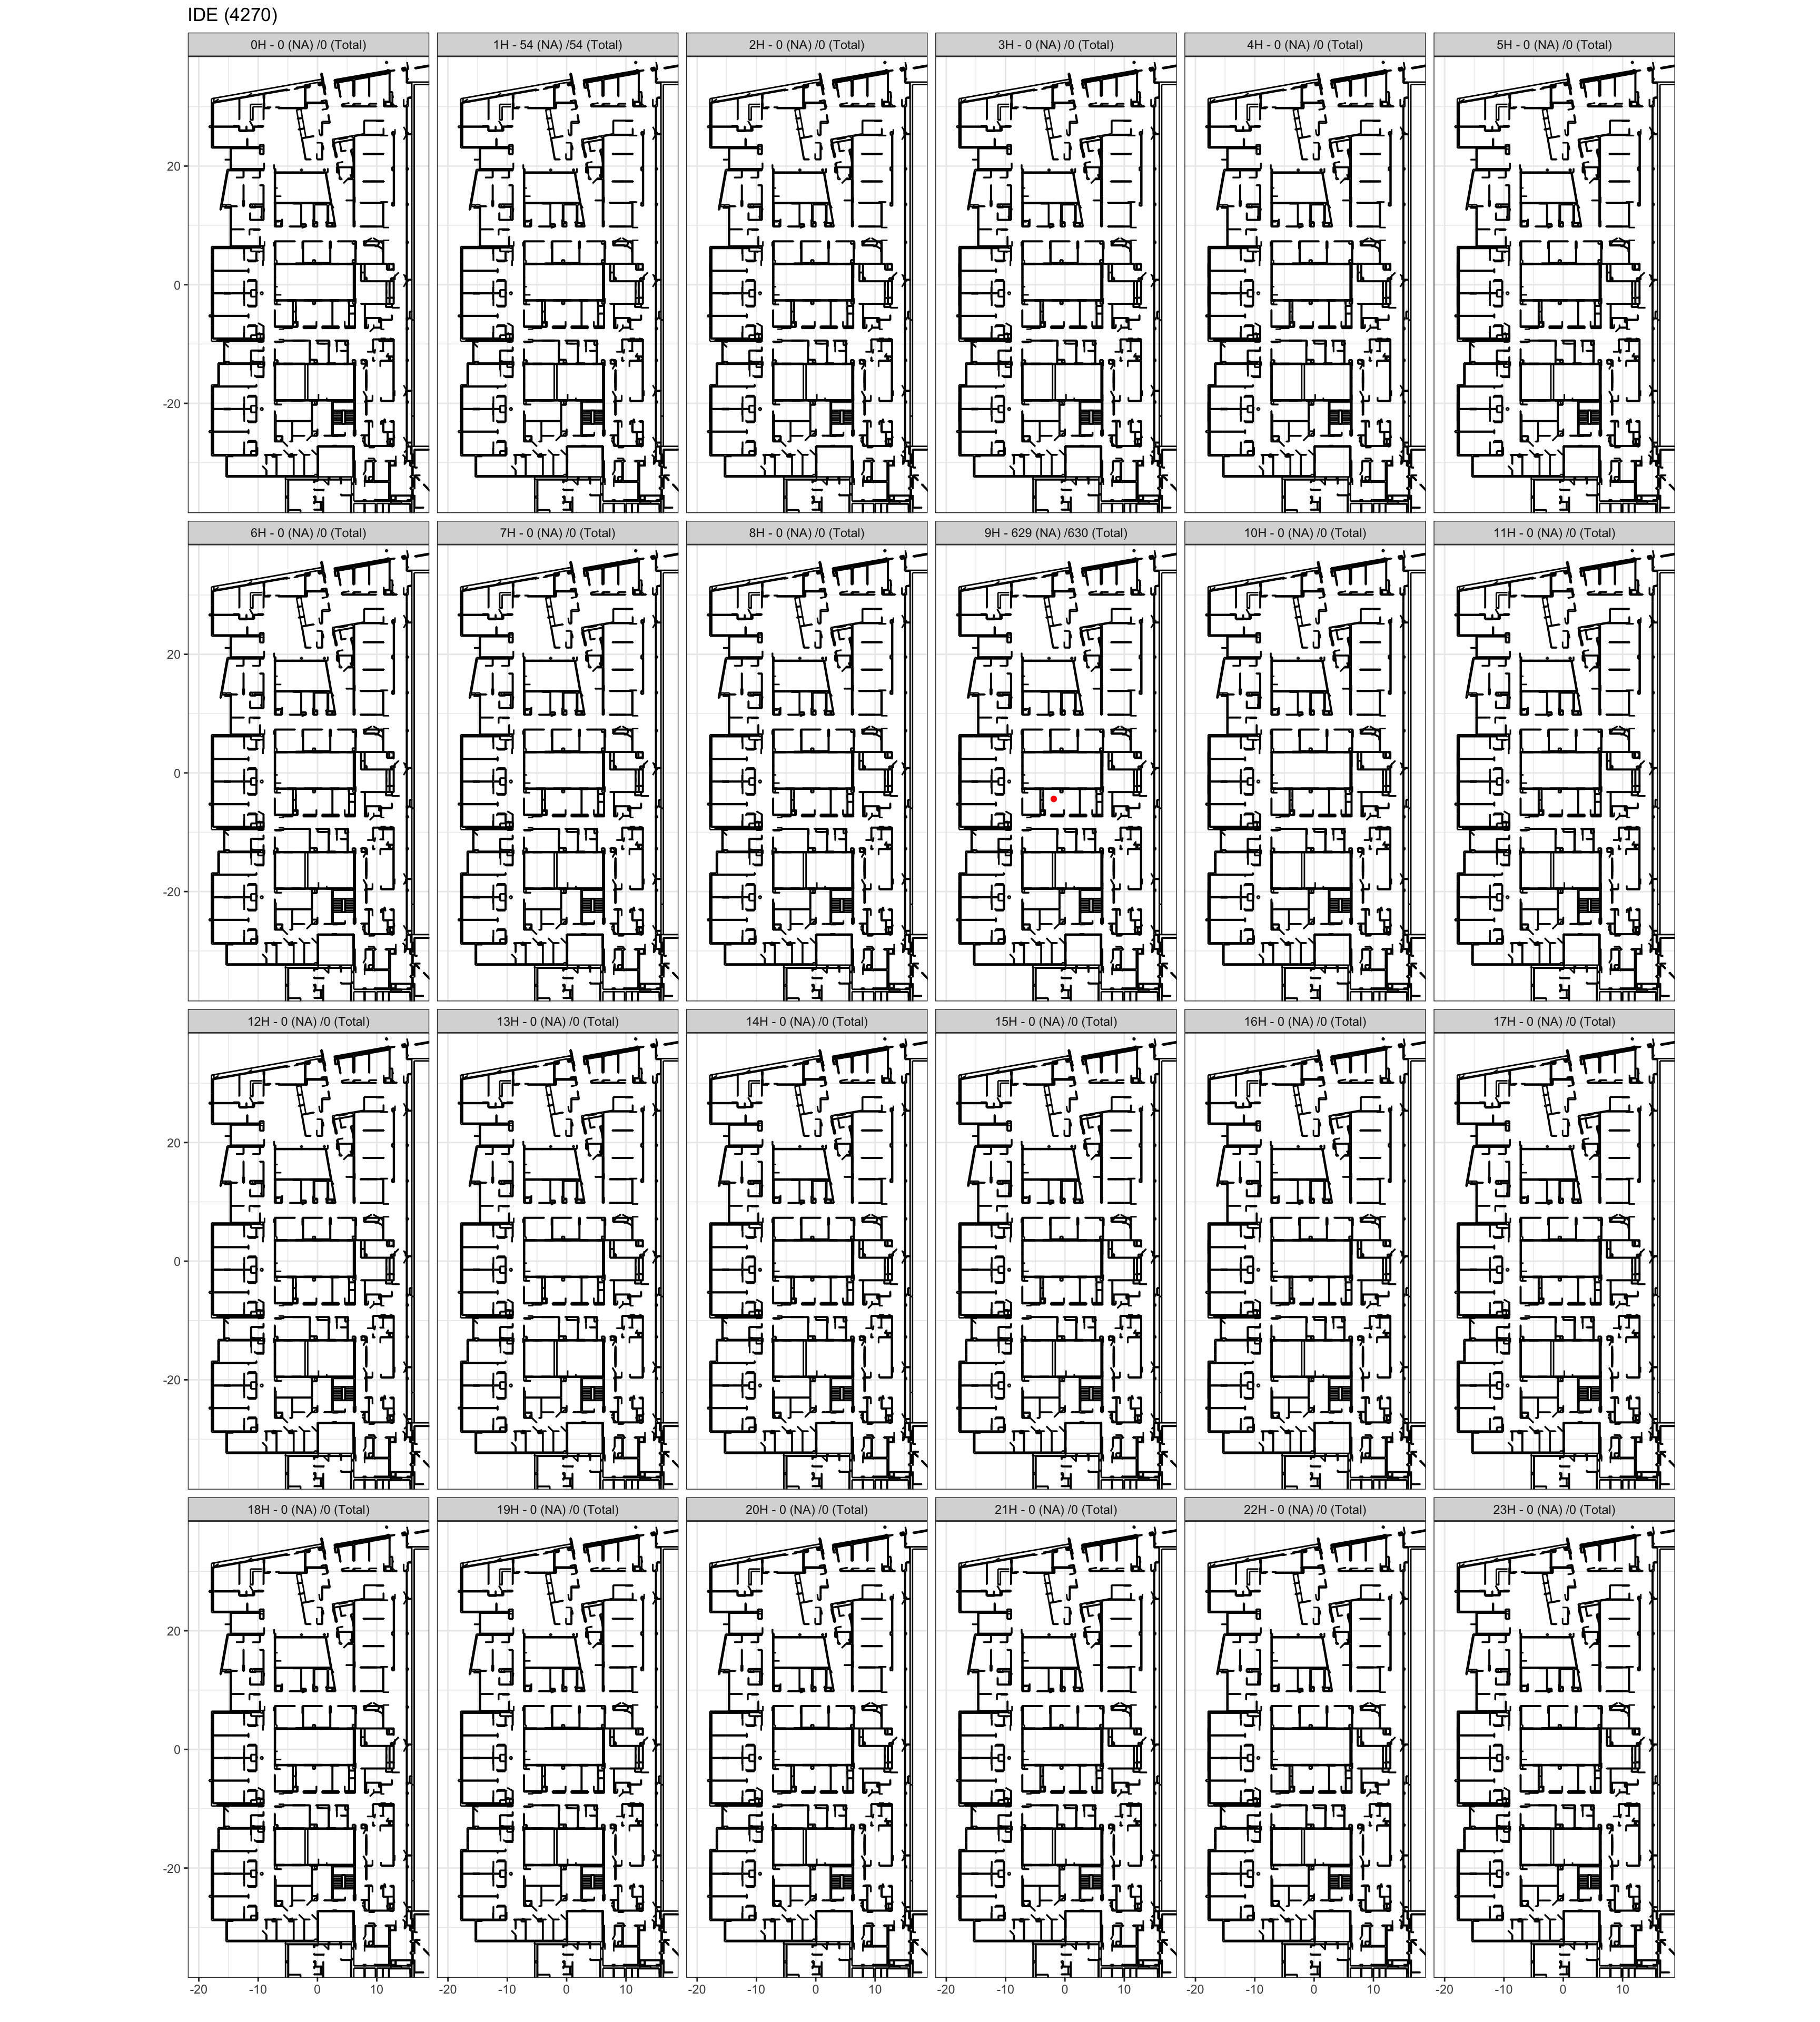 IDE (4270)
0H - 0 (NA) /0 (Total) 1H - 54 (NA) /54 (Total) 2H - 0 (NA) /0 (Total) 3H - 0 (NA) /0 (Total) 4H - 0 (NA) /0 (Total) 5H - 0 (NA) /0 (Total)
20
0
-20
6H - 0 (NA) /0 (Total) 7H - 0 (NA) /0 (Total) 8H - 0 (NA) /0 (Total) 9H - 629 (NA) /630 (Total) 10H - 0 (NA) /0 (Total) 11H - 0 (NA) /0 (Total)
20
0
-20
12H - 0 (NA) /0 (Total) 13H - 0 (NA) /0 (Total) 14H - 0 (NA) /0 (Total) 15H - 0 (NA) /0 (Total) 16H - 0 (NA) /0 (Total) 17H - 0 (NA) /0 (Total)
20
0
-20
18H - 0 (NA) /0 (Total) 19H - 0 (NA) /0 (Total) 20H - 0 (NA) /0 (Total) 21H - 0 (NA) /0 (Total) 22H - 0 (NA) /0 (Total) 23H - 0 (NA) /0 (Total)
20
0
-20
-20 -10 0 10 -20 -10 0 10 -20 -10 0 10 -20 -10 0 10 -20 -10 0 10 -20 -10 0 10